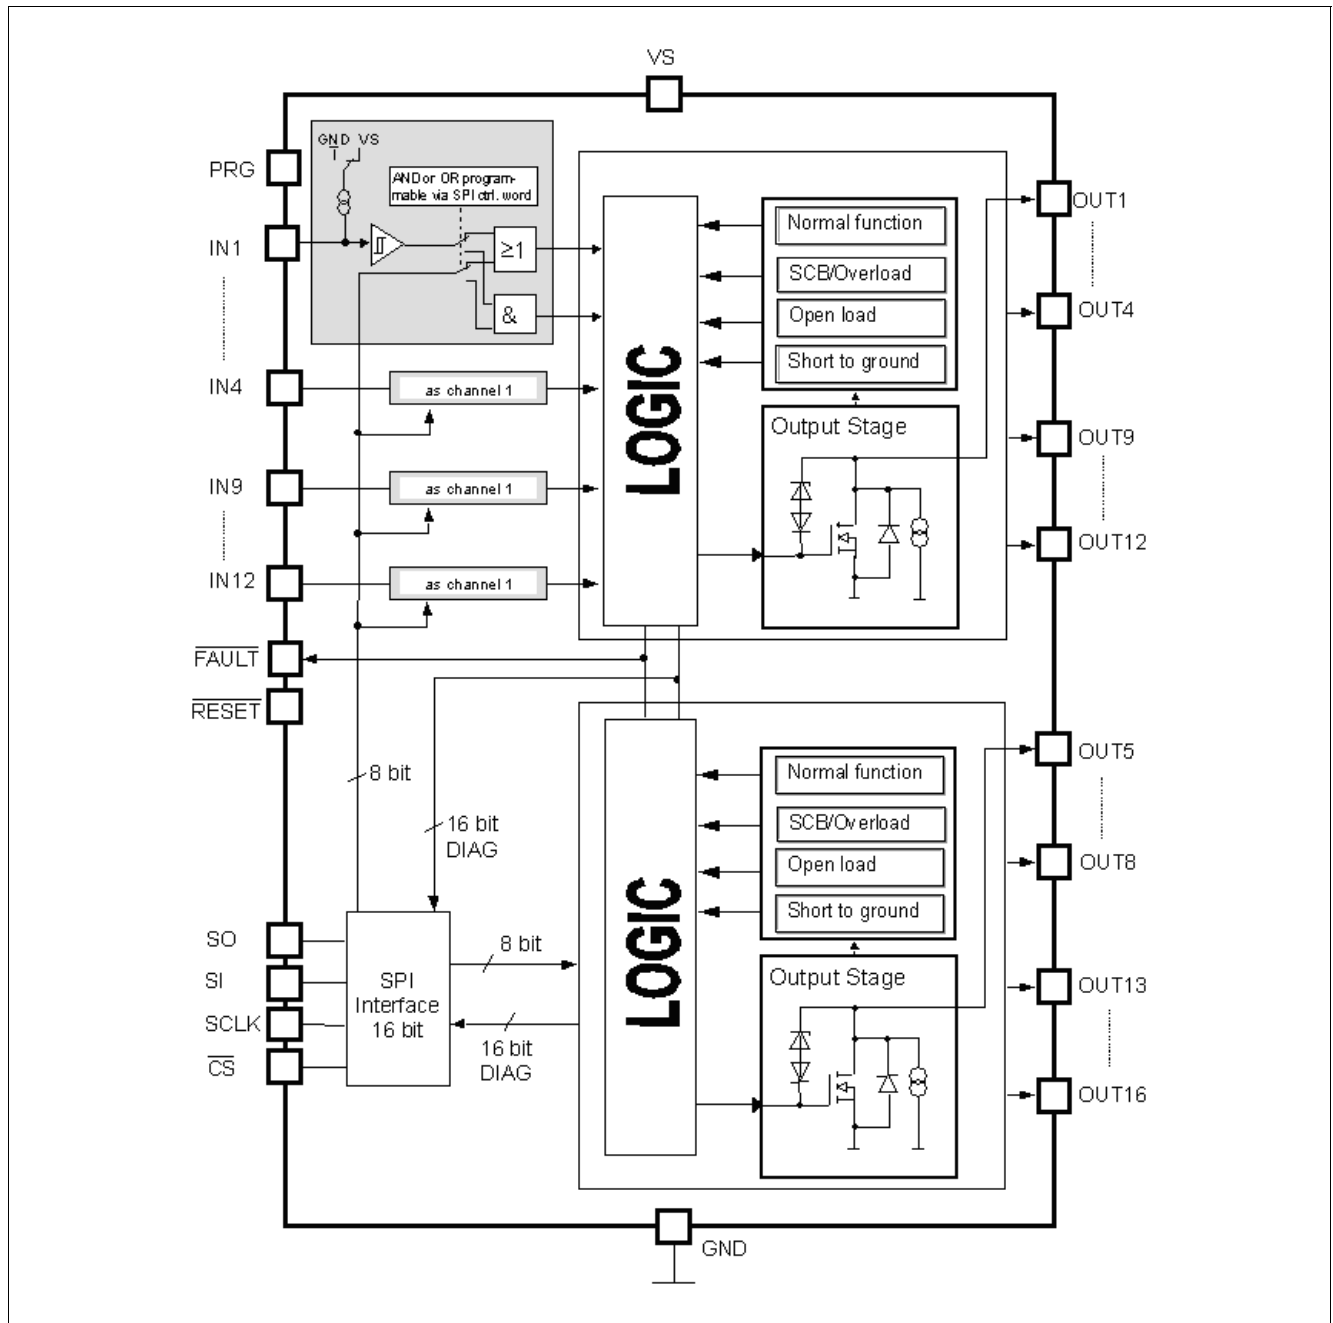 VS
GND VS
PRG
AND or OR program-
mable via SPI ctrl. word
IN1
≥1
&
IN4
as channel 1
IN9
as channel 1
IN12
as channel 1
FAULT
RESET
LOGIC
Normal function
SCB/Overload
Open load
Short to ground
Output Stage
OUT1
OUT4
OUT9
OUT12
8 bit
16 bit
DIAG
SO
SI
SCLK
CS
SPI
Interface
16 bit
8 bit
16 bit
DIAG
LOGIC
Normal function
SCB/Overload
Open load
Short to ground
Output Stage
OUT5
OUT8
OUT13
OUT16
GND